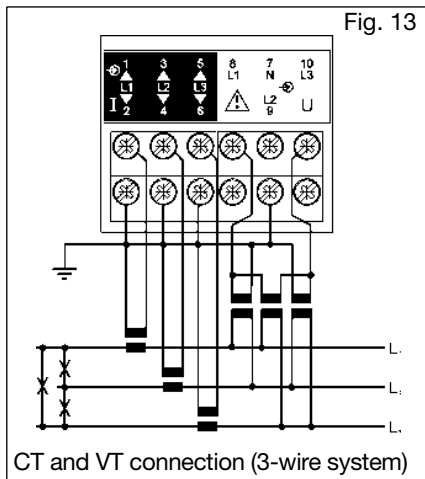 Fig. 13
1 3 5 8 7 10
L1 N L3
L1 L2 L3
L2
I 2 4 6 9 U
L
L
L
CT and VT connection (3-wire system)